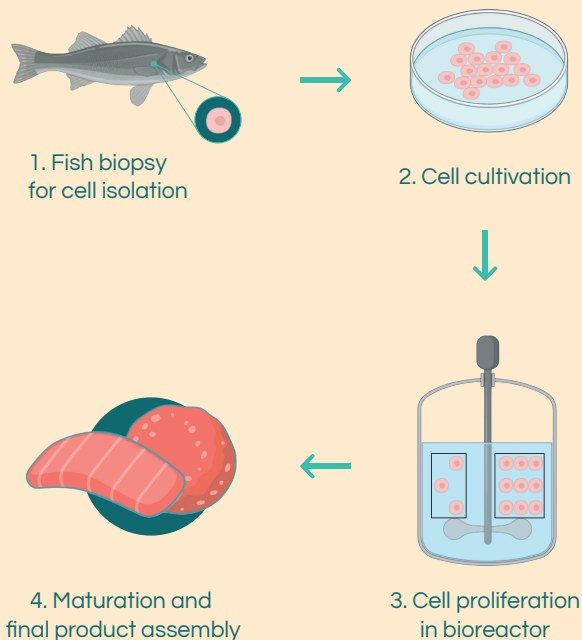 1. Fish biopsy
for cell isolation
2. Cell cultivation
3. Cell proliferation
in bioreactor
4. Maturation and
final product assembly